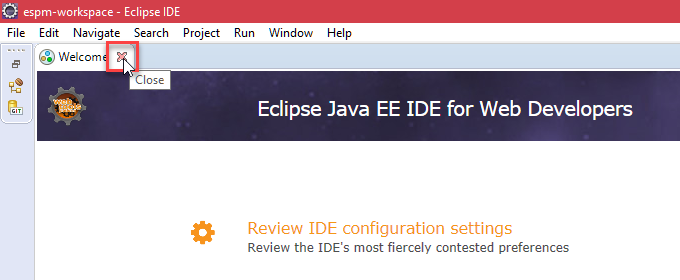 espm-workspace - Eclipse IDE
File Edit Navigate Search Project Run Window Help
Welcome
Close
GIT
Eclipse Java EE IDE for Web Developers
Review IDE configuration settings
Review the IDE's most fiercely contested preferences